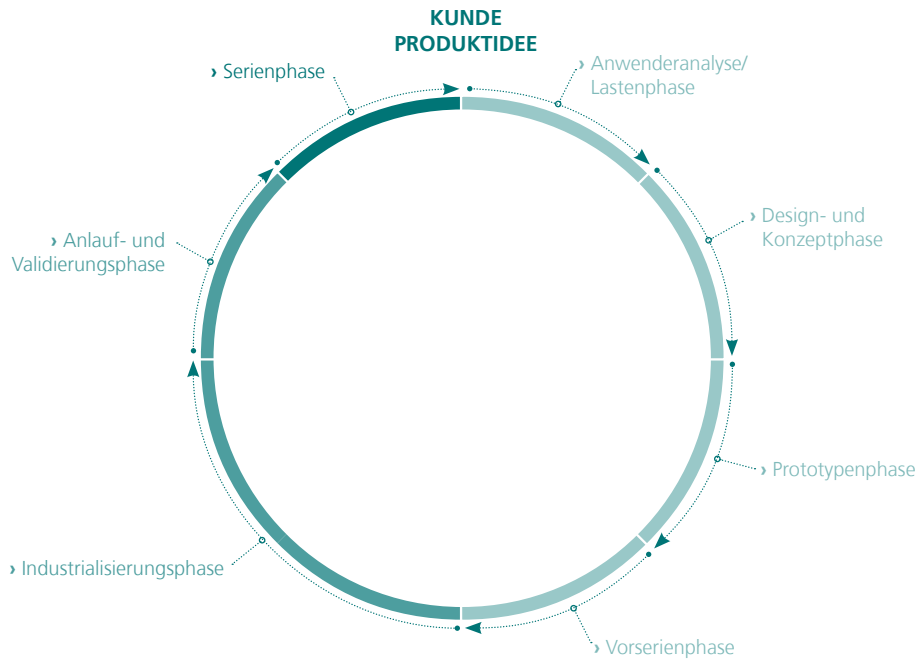 KUNDE
PRODUKTIDEE
› Anwenderanalyse/
Lastenphase
› Design- und
Konzeptphase
› Prototypenphase
› Vorserienphase
› Industrialisierungsphase
› Anlauf- und
Validierungsphase
› Serienphase